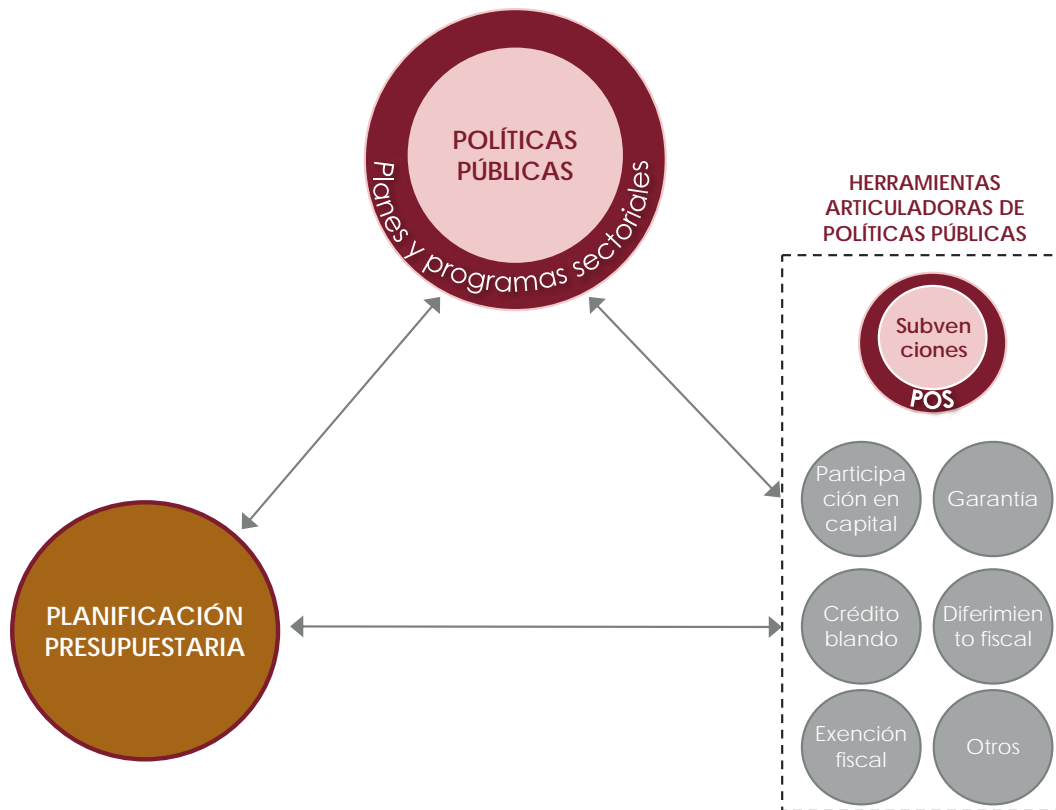 POLÍTICAS
PÚBLICAS
Planes y programas sectoriales
HERRAMIENTAS
ARTICULADORAS DE
POLÍTICAS PÚBLICAS
Subven
ciones
POS
Participa
ción en
capital
Garantía
Crédito
blando
Diferimien
to fiscal
Exención
fiscal
Otros
PLANIFICACIÓN
PRESUPUESTARIA